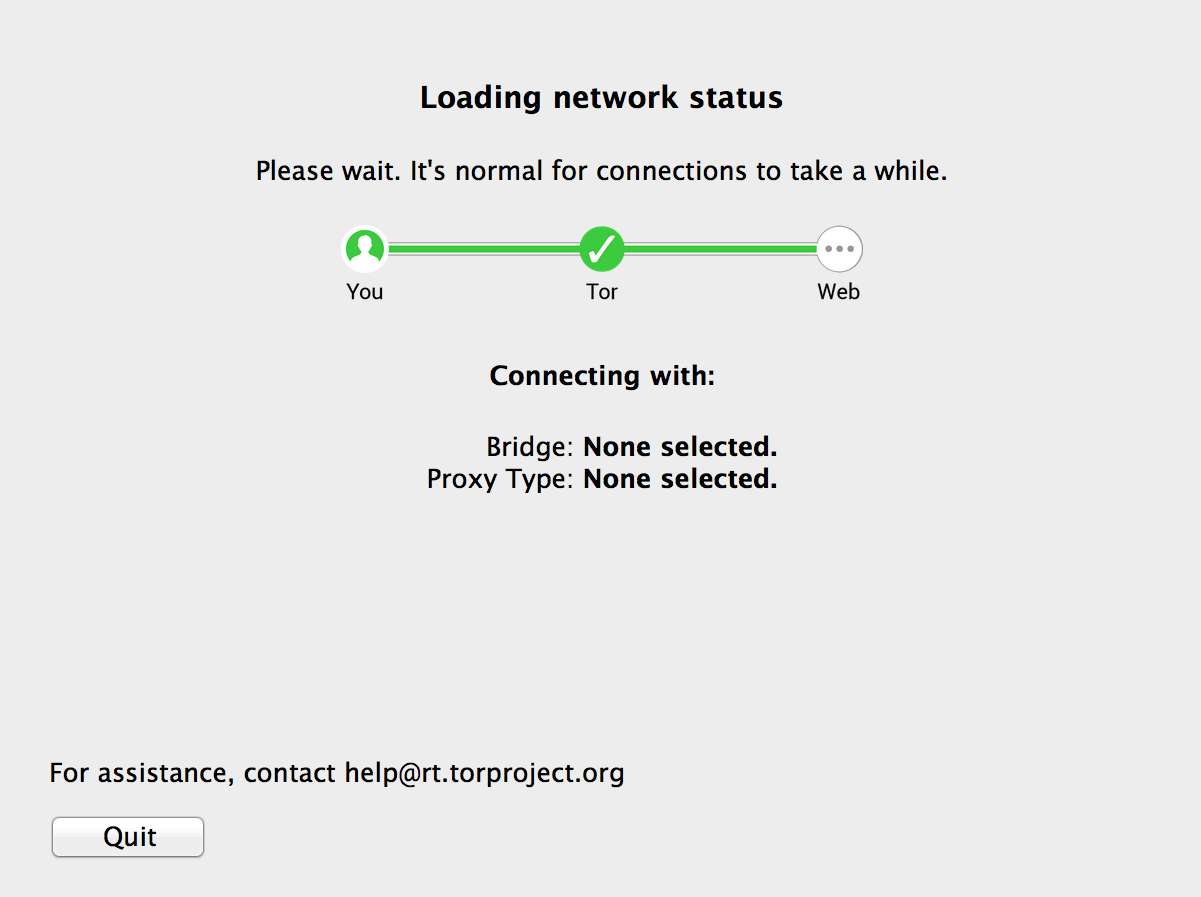 Loading network status
Please wait. It's normal for connections to take a while.
You Tor Web
Connecting with:
Bridge: None selected.
Proxy Type: None selected.
For assistance, contact help@rt.torproject.org
Quit